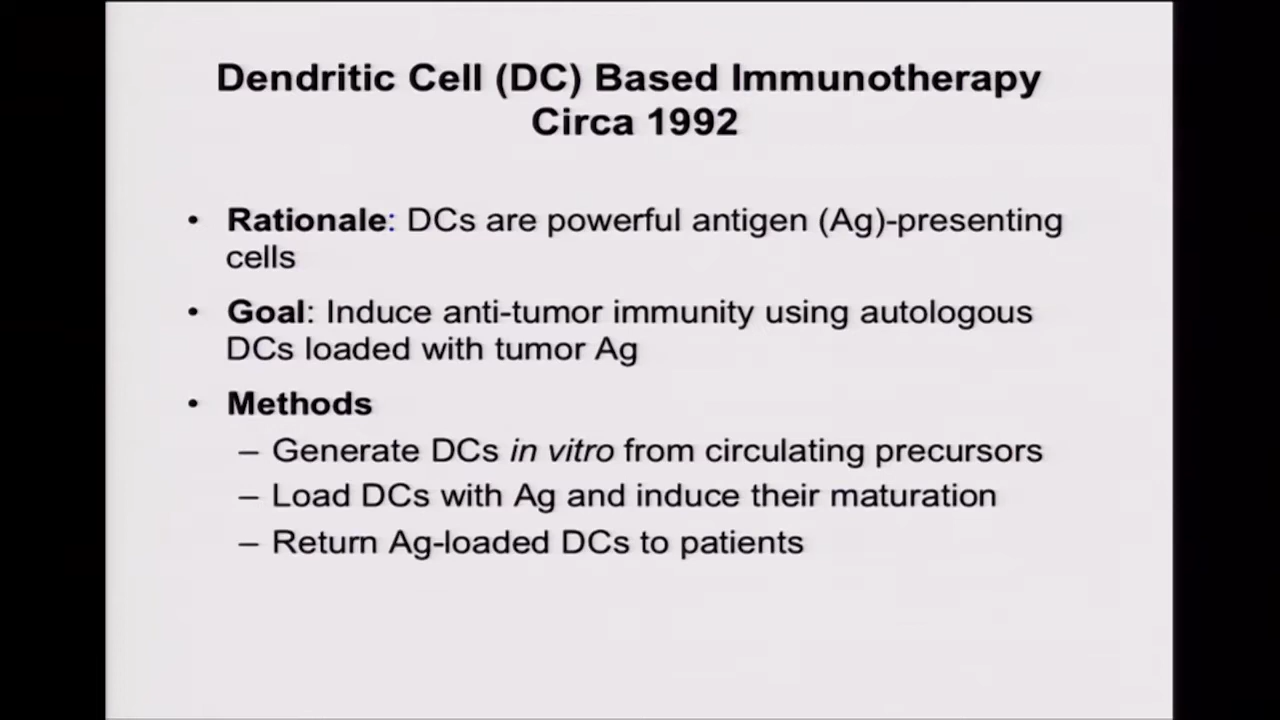 Dendritic Cell (DC) Based Immunotherapy
Circa 1992
• Rationale: DCs are powerful antigen (Ag)-presenting
cells
• Goal: Induce anti-tumor immunity using autologous
DCs loaded with tumor Ag
• Methods
– Generate DCs in vitro from circulating precursors
– Load DCs with Ag and induce their maturation
– Return Ag-loaded DCs to patients